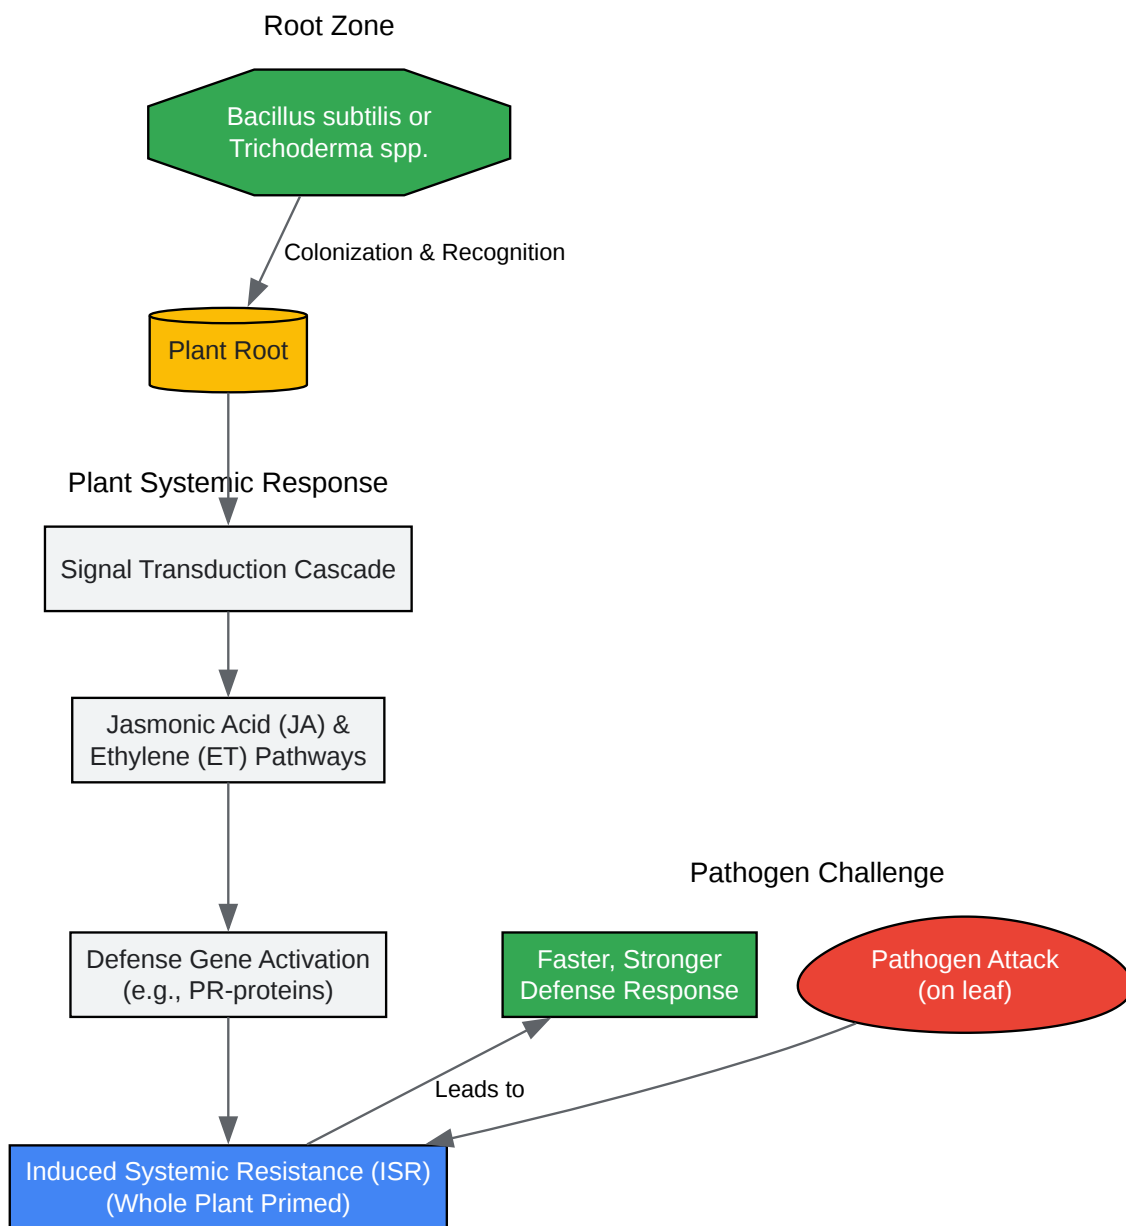 Root Zone
Bacillus subtilis or
Trichoderma spp.
Colonization & Recognition
Plant Root
Plant Systemic Response
Signal Transduction Cascade
Jasmonic Acid (JA) &
Ethylene (ET) Pathways
Pathogen Challenge
Defense Gene Activation
(e.g., PR-proteins)
Faster, Stronger
Defense Response
Pathogen Attack
(on leaf)
Leads to
Induced Systemic Resistance (ISR)
(Whole Plant Primed)